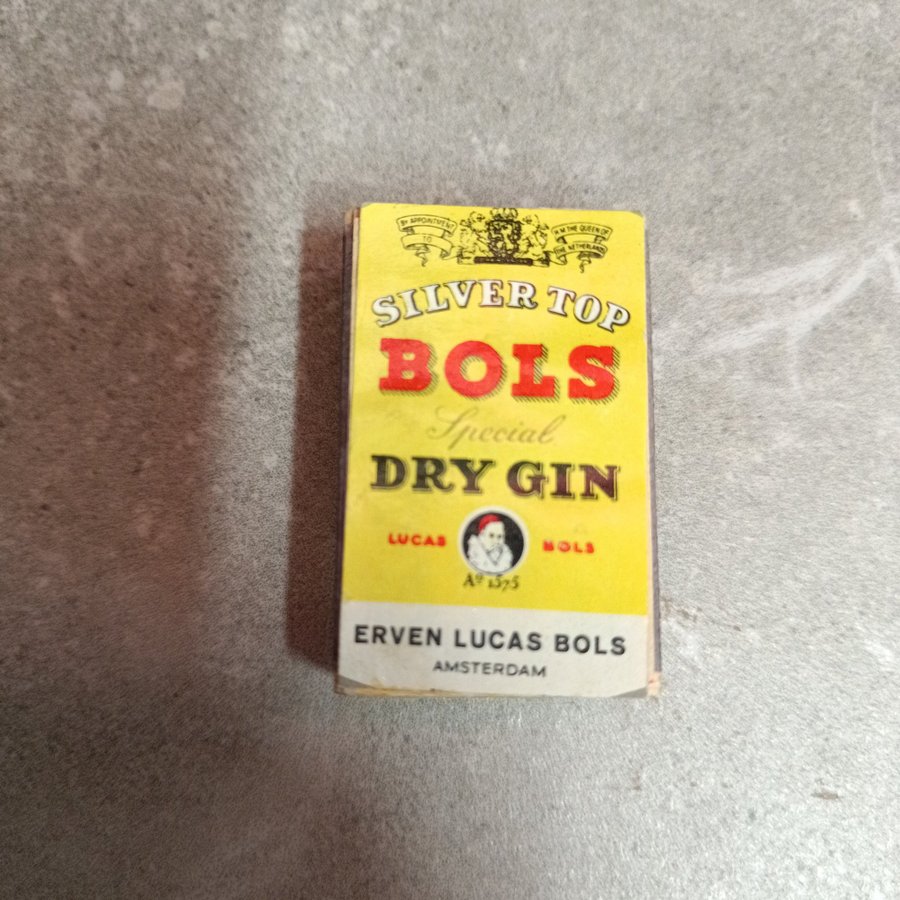 BY APPOINTMENT
TO
H.M. THE QUEEN OF
THE NETHERLANDS
SILVER TOP
BOLS
Special
DRY GIN
LUCAS BOLS
Aº 1575
ERVEN LUCAS BOLS
AMSTERDAM